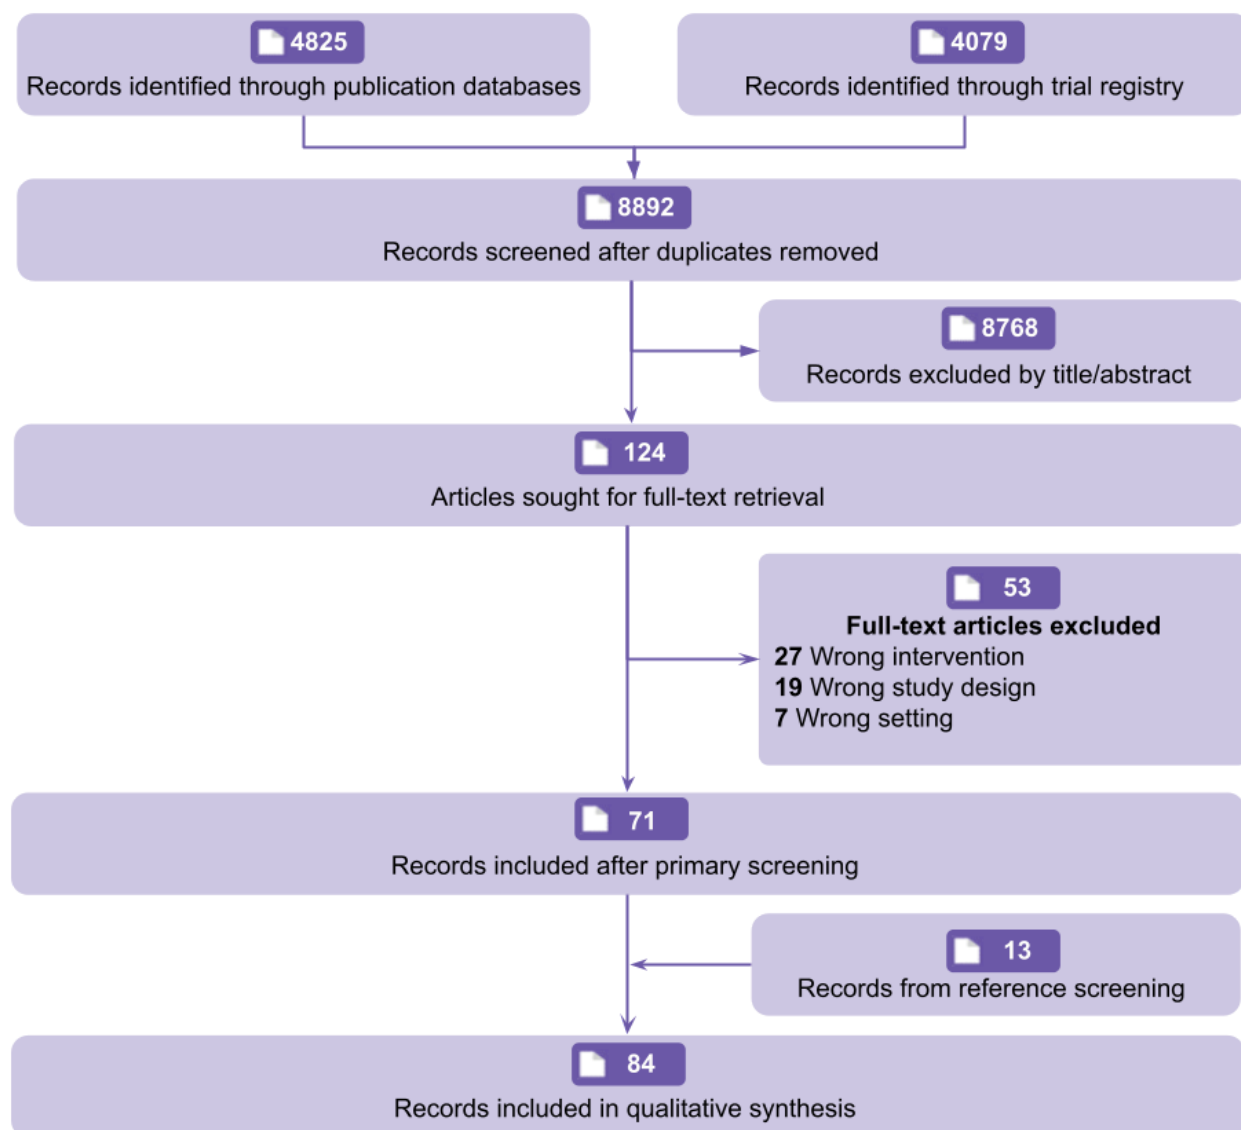 4825
Records identified through publication databases
4079
Records identified through trial registry
8892
Records screened after duplicates removed
8768
Records excluded by title/abstract
124
Articles sought for full-text retrieval
53
Full-text articles excluded
27 Wrong intervention
19 Wrong study design
7 Wrong setting
71
Records included after primary screening
13
Records from reference screening
84
Records included in qualitative synthesis